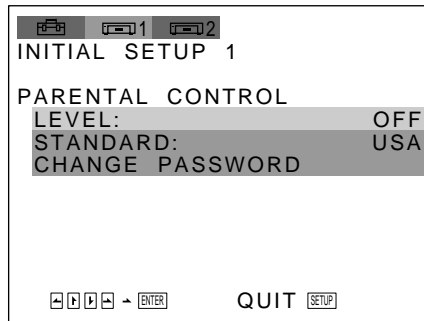 1 2
INITIAL SETUP 1
PARENTAL CONTROL
LEVEL: OFF
STANDARD: USA
CHANGE PASSWORD
ENTER QUIT SETUP